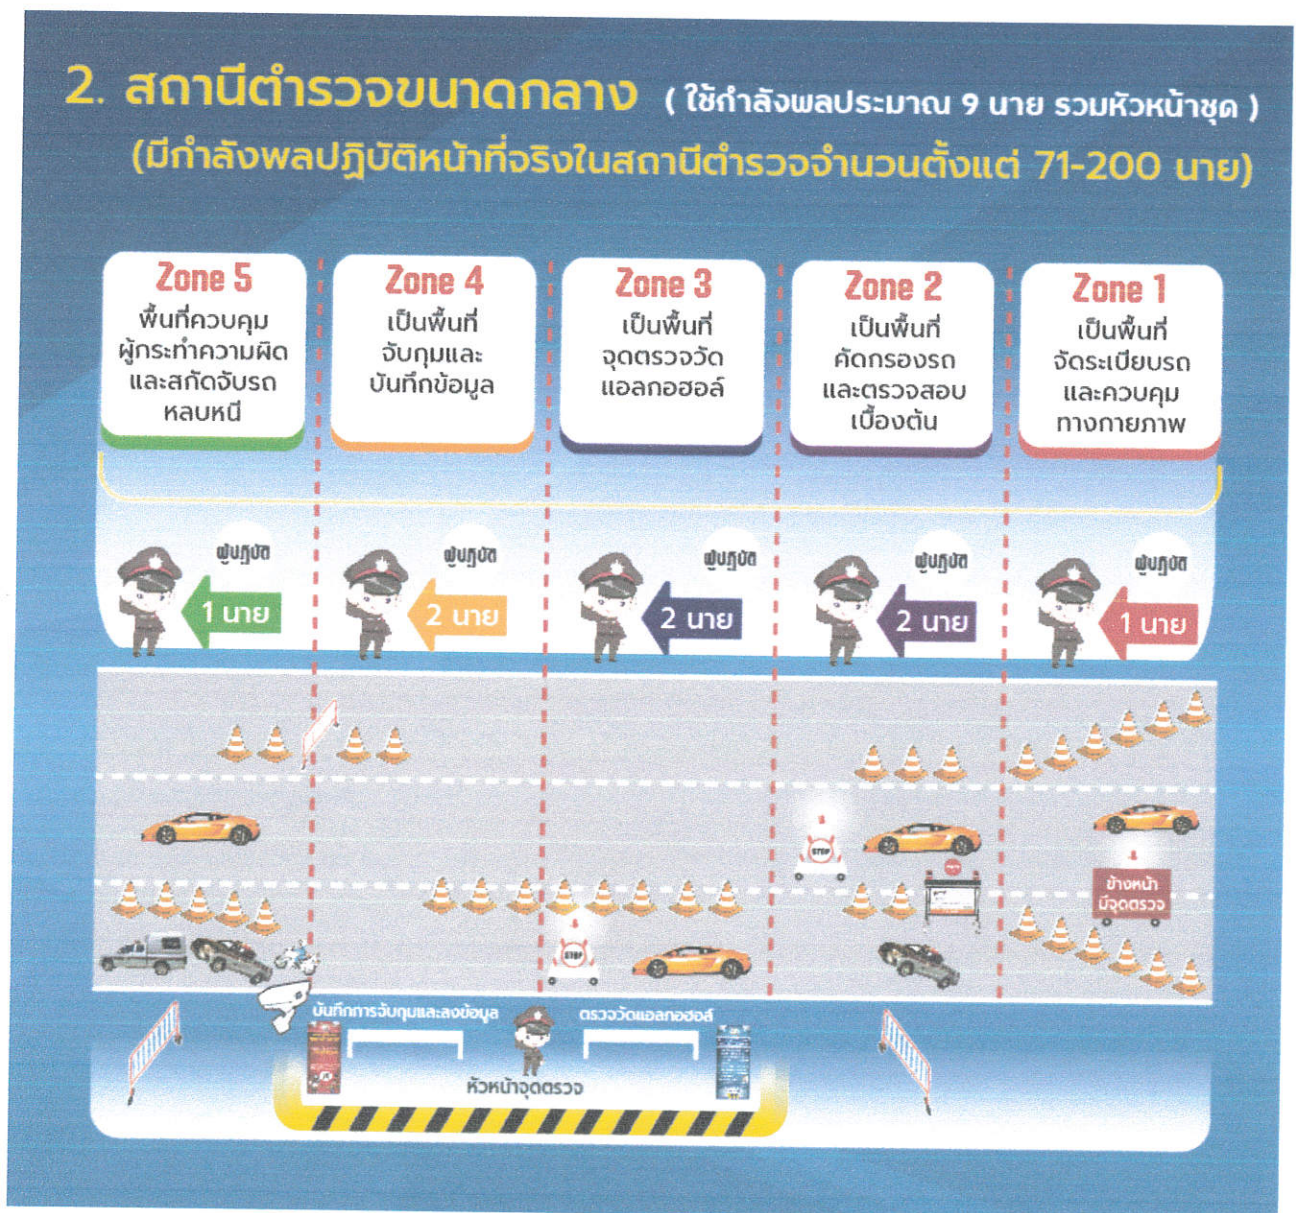 2. สถานีตำรวจขนาดกลาง ( ใช้กำลังพลประมาณ 9 นาย รวมหัวหน้าชุด )
(มีกำลังพลปฏิบัติหน้าที่จริงในสถานีตำรวจจำนวนตั้งแต่ 71-200 นาย)
Zone 5
พื้นที่ควบคุม
ผู้กระทำความผิด
และสกัดจับรถ
หลบหนี
Zone 4
เป็นพื้นที่
จับกุมและ
บันทึกข้อมูล
Zone 3
เป็นพื้นที่
จุดตรวจวัด
แอลกอฮอล์
Zone 2
เป็นพื้นที่
คัดกรองรถ
และตรวจสอบ
เบื้องต้น
Zone 1
เป็นพื้นที่
จัดระเบียบรถ
และควบคุม
ทางกายภาพ
ผู้ปฏิบัติ
1 นาย
ผู้ปฏิบัติ
2 นาย
ผู้ปฏิบัติ
2 นาย
ผู้ปฏิบัติ
2 นาย
ผู้ปฏิบัติ
1 นาย
STOP
ข้างหน้า
มีจุดตรวจ
STOP
บันทึกการจับกุมและลงข้อมูล
ตรวจวัดแอลกอฮอล์
หัวหน้าจุดตรวจ